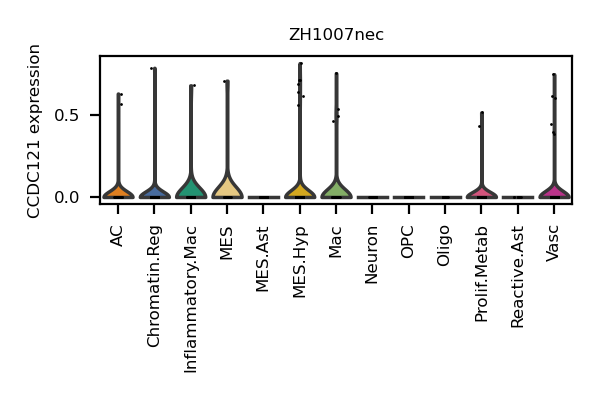 ZH1007nec
CCDC121 expression
0.5
0.0
AC
Chromatin.Reg
Inflammatory.Mac
MES
MES.Ast
MES.Hyp
Mac
Neuron
OPC
Oligo
Prolif.Metab
Reactive.Ast
Vasc